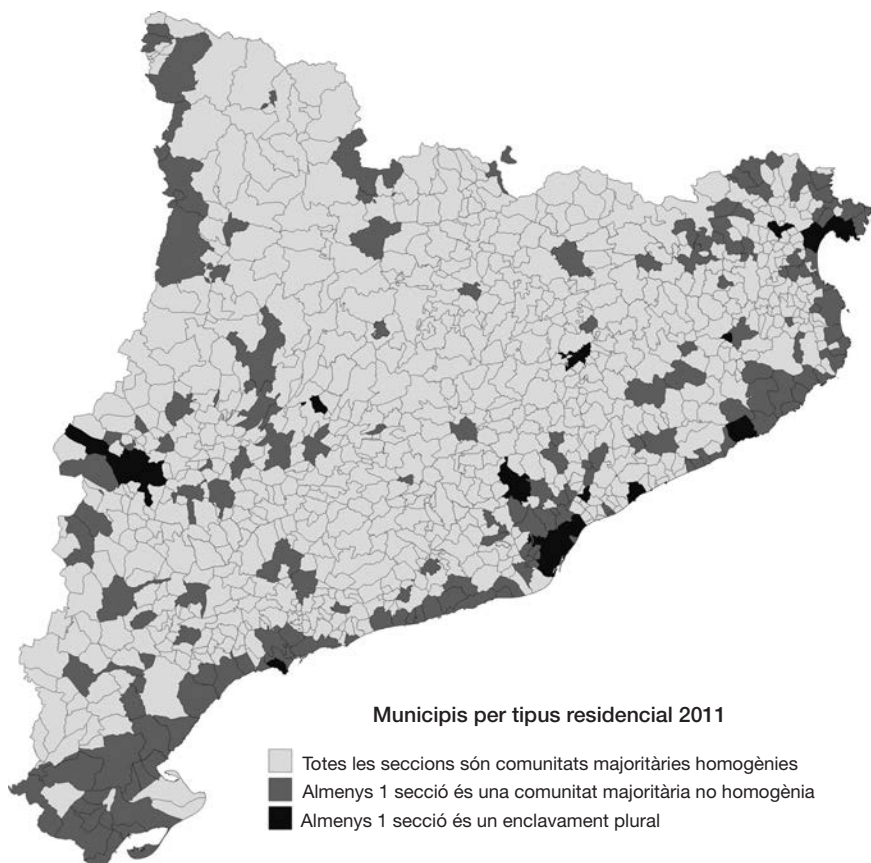 Municipis per tipus residencial 2011
Totes les seccions són comunitats majoritàries homogènies
Almenys 1 secció és una comunitat majoritària no homogènia
Almenys 1 secció és un enclavament plural